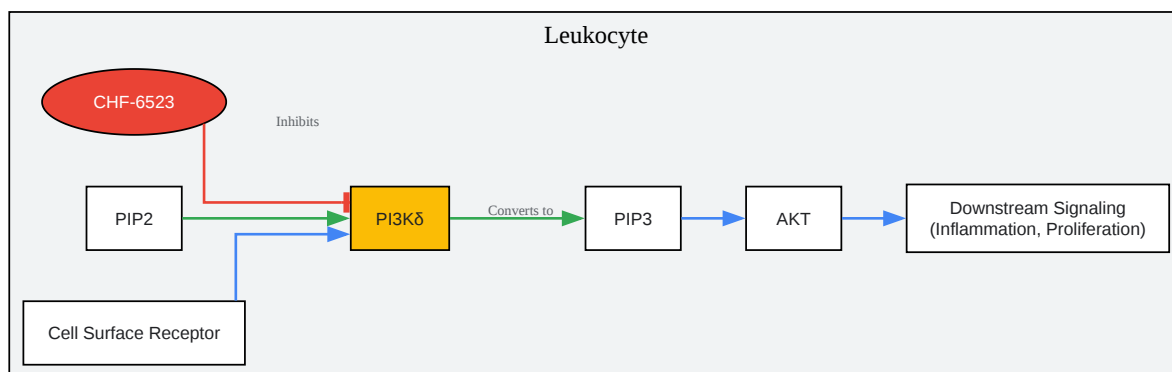 Leukocyte
CHF-6523
Inhibits
PIP2
PI3Kδ
Converts to
PIP3
AKT
Downstream Signaling
(Inflammation, Proliferation)
Cell Surface Receptor